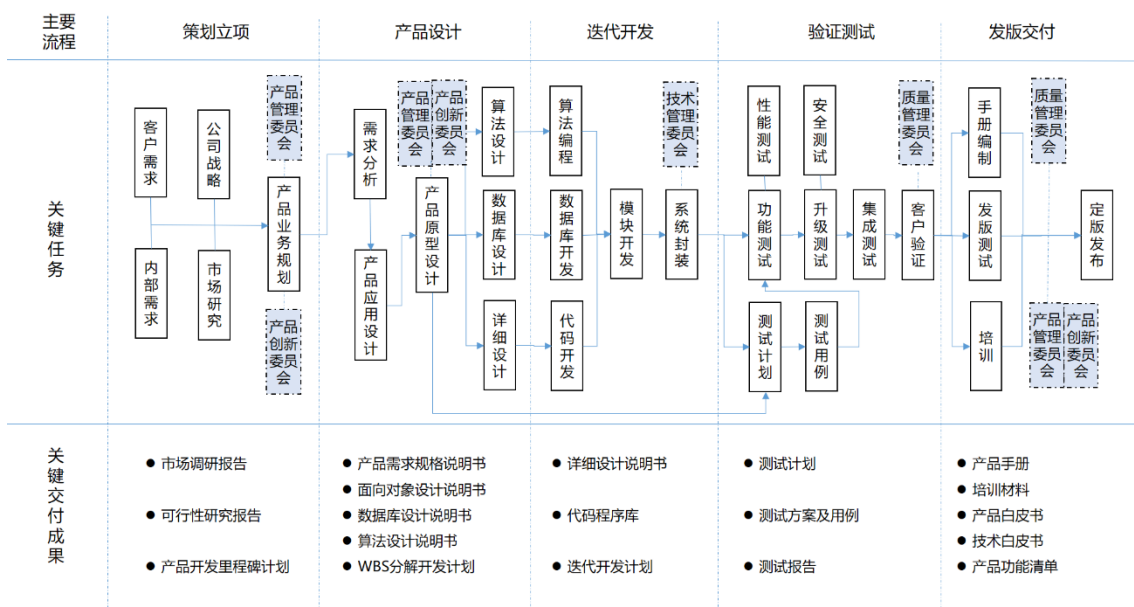 主要
流程
策划立项
产品设计
迭代开发
验证测试
发版交付
关键任务
客户需求
公司战略
产品
管理
委员
会
内部需求
市场研究
产品业务规划
产品
创新
委员
会
需求分析
产品应用设计
产品
管理
委员
会
产品
创新
委员
会
产品原型设计
算法设计
数据库设计
详细设计
算法编程
数据库开发
代码开发
模块开发
技术
管理
委员
会
系统封装
性能测试
安全测试
功能测试
升级测试
集成测试
测试计划
测试用例
质量
管理
委员
会
客户验证
手册编制
发版测试
培训
质量
管理
委员
会
产品
管理
委员
会
产品
创新
委员
会
定版发布
关键交付成果
● 市场调研报告
● 可行性研究报告
● 产品开发里程碑计划
● 产品需求规格说明书
● 面向对象设计说明书
● 数据库设计说明书
● 算法设计说明书
● WBS分解开发计划
● 详细设计说明书
● 代码程序库
● 迭代开发计划
● 测试计划
● 测试方案及用例
● 测试报告
● 产品手册
● 培训材料
● 产品白皮书
● 技术白皮书
● 产品功能清单